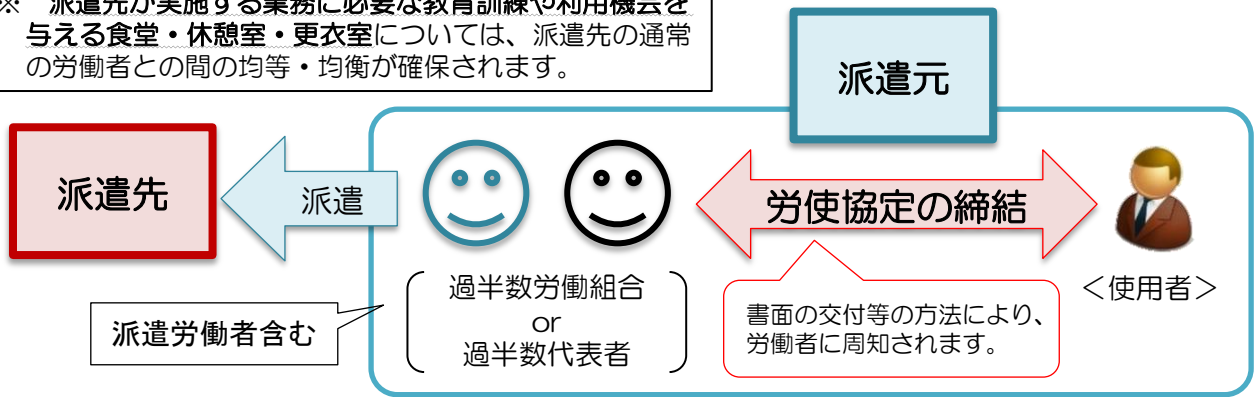 ※　派遣先が実施する業務に必要な教育訓練や利用機会を
与える食堂・休憩室・更衣室については、派遣先の通常
の労働者との間の均等・均衡が確保されます。
派遣元
派遣先
派遣
労使協定の締結
＜使用者＞
過半数労働組合
or
過半数代表者
派遣労働者含む
書面の交付等の方法により、
労働者に周知されます。